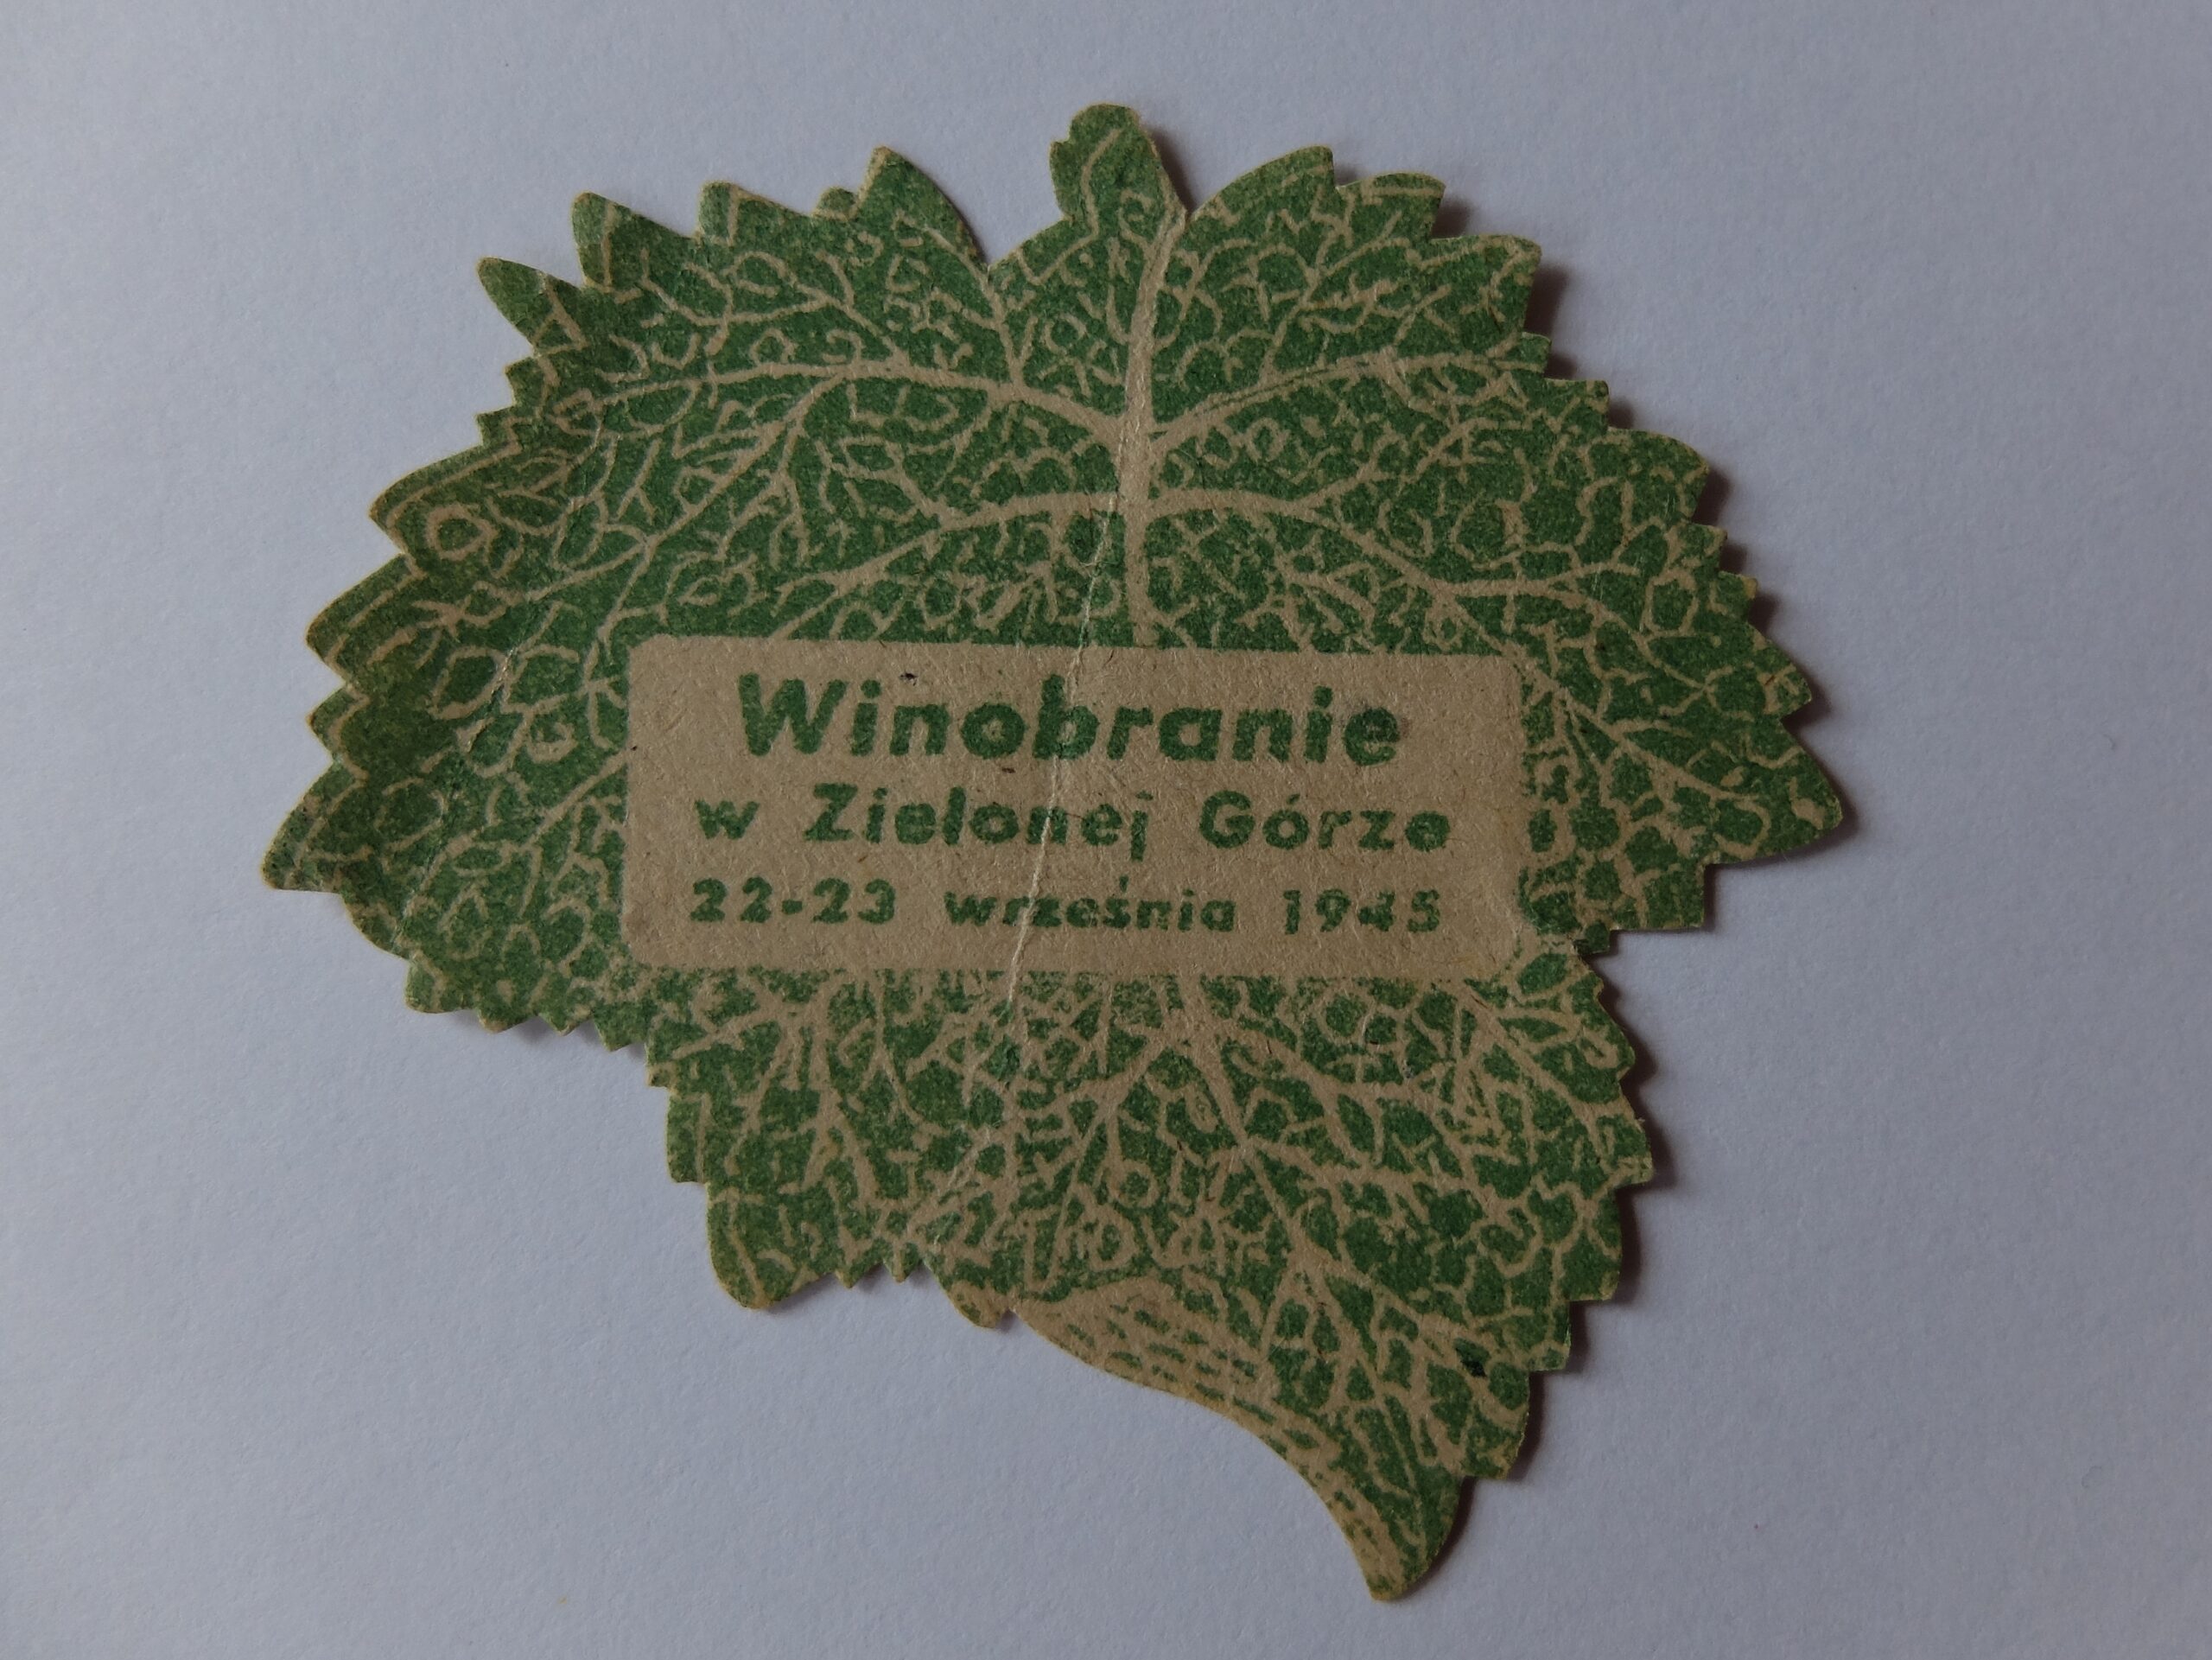 Winobranie
w Zielonej Górze
22-23 września 1945